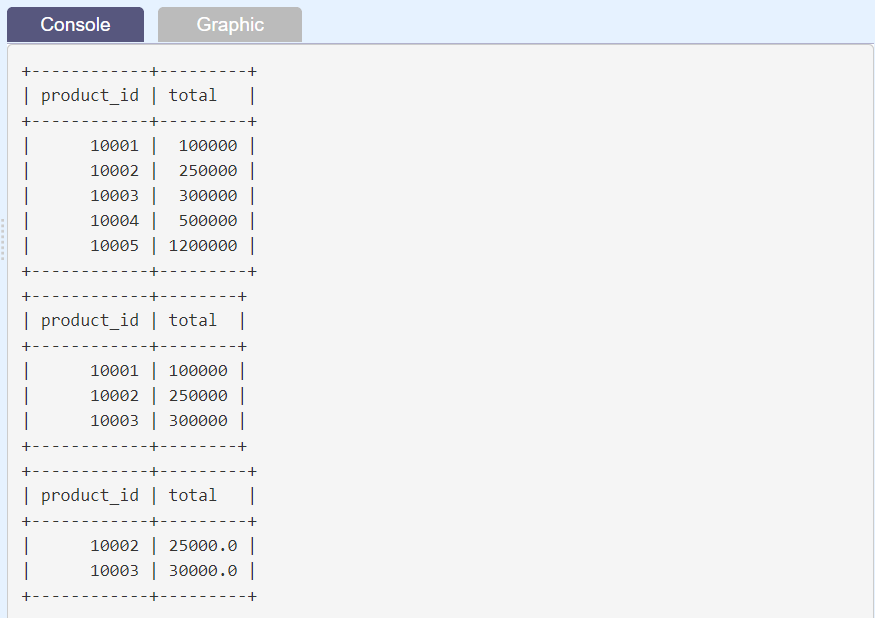 Console Graphic
+------------+---------+
| product_id | total   |
+------------+---------+
|      10001 |  100000 |
|      10002 |  250000 |
|      10003 |  300000 |
|      10004 |  500000 |
|      10005 | 1200000 |
+------------+---------+
+------------+--------+
| product_id | total  |
+------------+--------+
|      10001 | 100000 |
|      10002 | 250000 |
|      10003 | 300000 |
+------------+--------+
+------------+---------+
| product_id | total   |
+------------+---------+
|      10002 | 25000.0 |
|      10003 | 30000.0 |
+------------+---------+